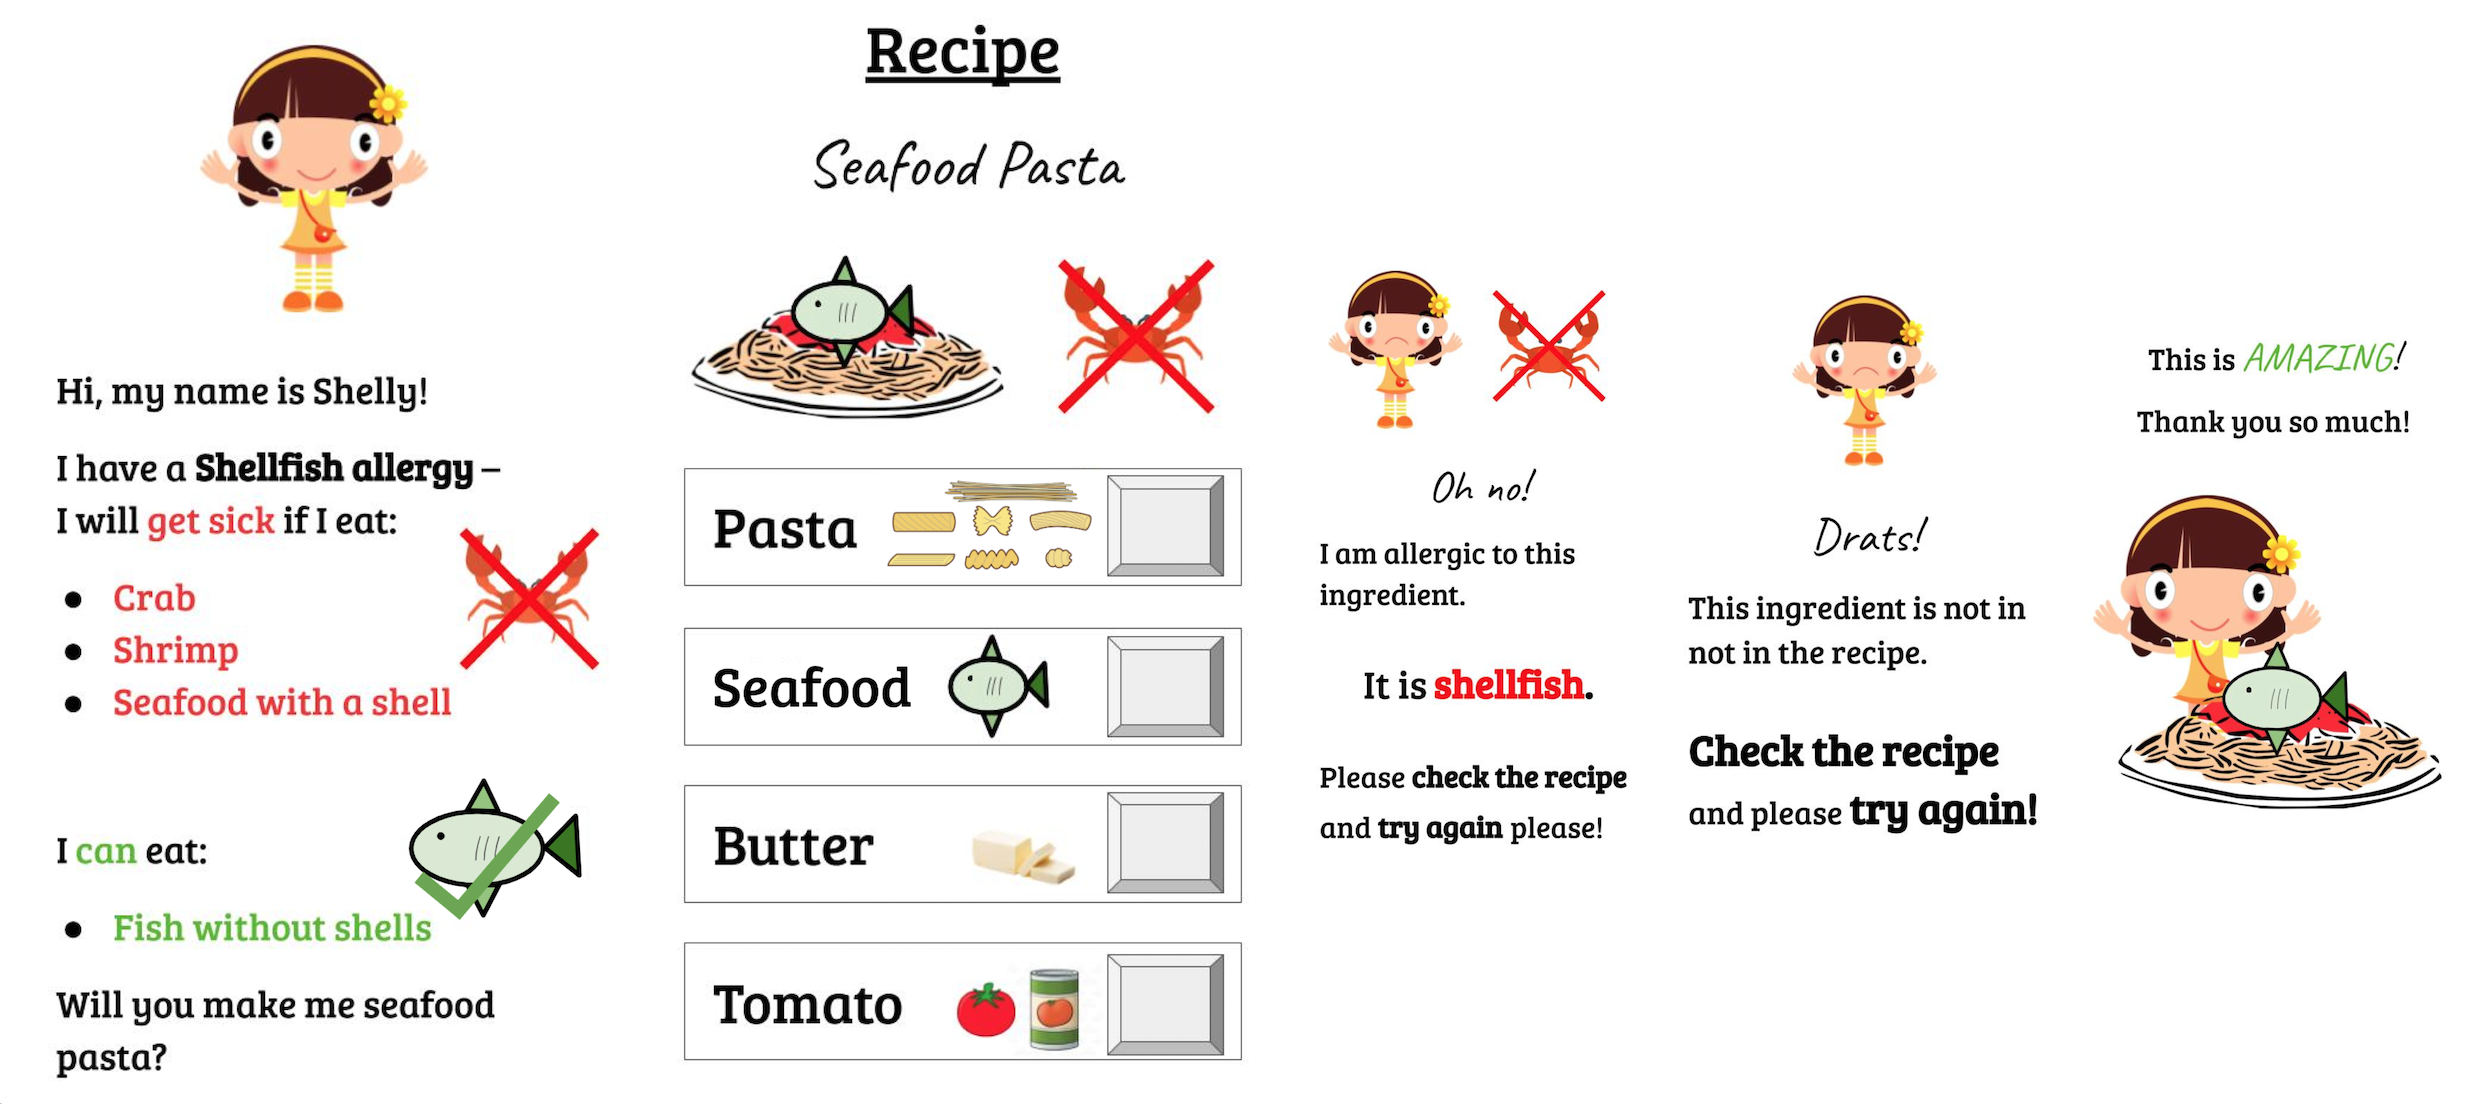 Hi, my name is Shelly!
I have a Shellfish allergy –
I will get sick if I eat:
● Crab
● Shrimp
● Seafood with a shell
I can eat:
● Fish without shells
Will you make me seafood
pasta?
Recipe
Seafood Pasta
Pasta
Seafood
Butter
Tomato
Oh no!
I am allergic to this
ingredient.
It is shellfish.
Please check the recipe
and try again please!
Drats!
This ingredient is not in
not in the recipe.
Check the recipe
and please try again!
This is AMAZING!
Thank you so much!